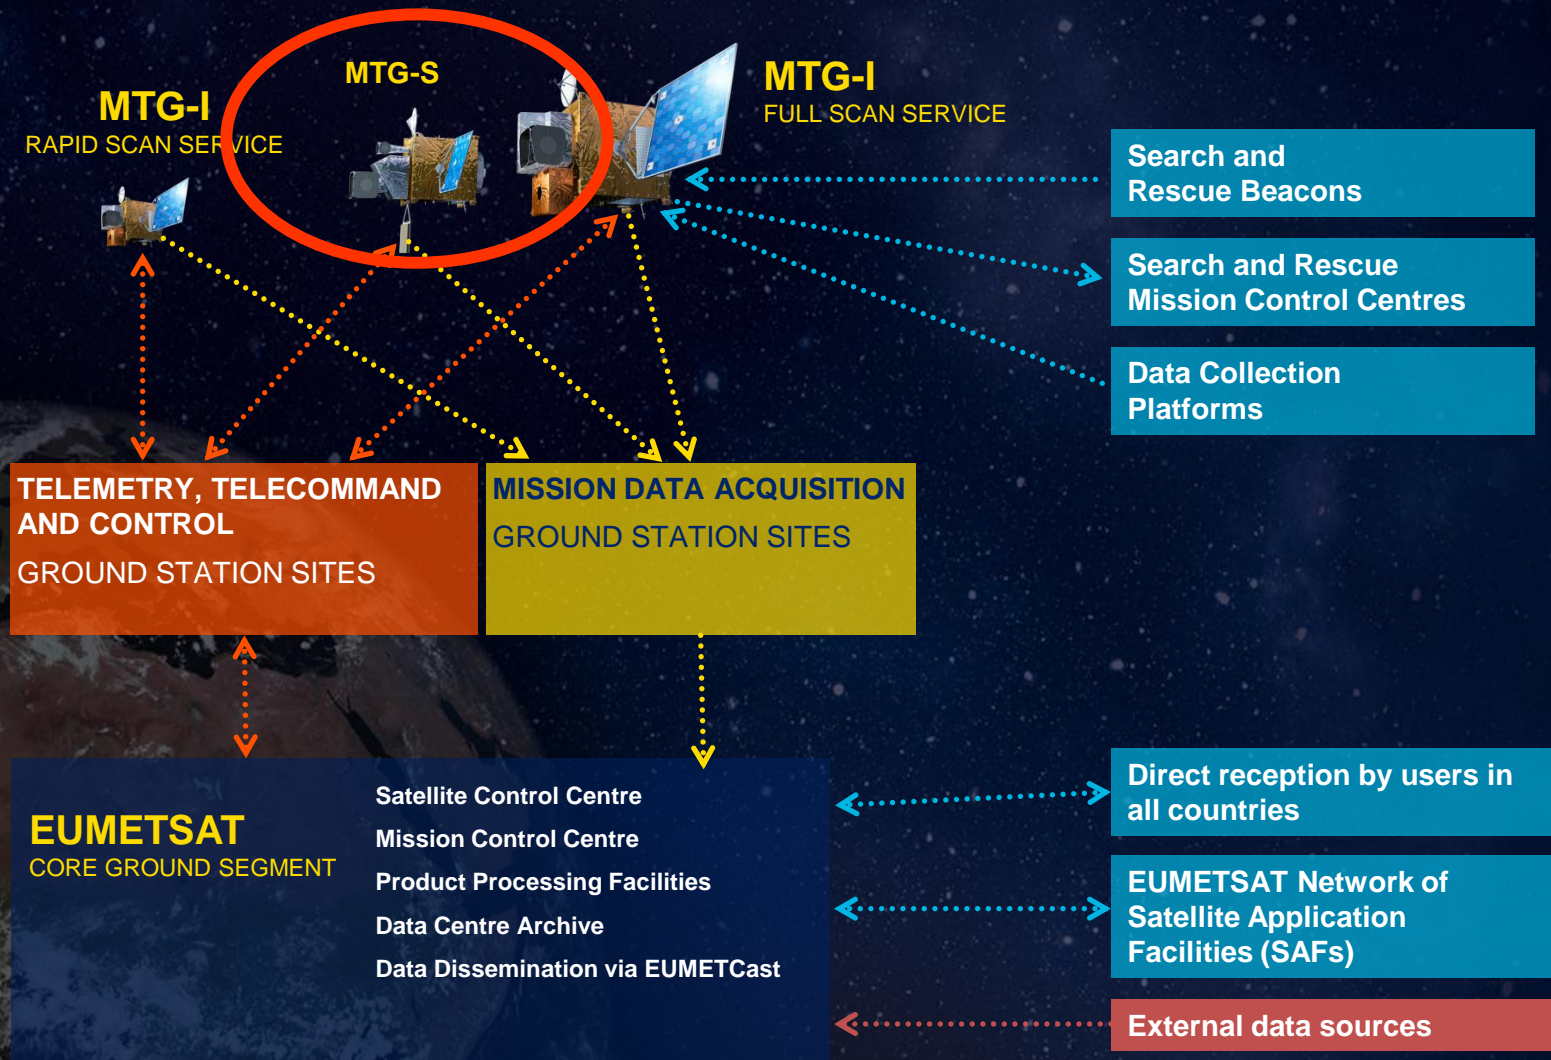 MTG-S
MTG-I
RAPID SCAN SERVICE
MTG-I
FULL SCAN SERVICE
Search and
Rescue Beacons
Search and Rescue
Mission Control Centres
Data Collection
Platforms
TELEMETRY, TELECOMMAND
AND CONTROL
GROUND STATION SITES
MISSION DATA ACQUISITION
GROUND STATION SITES
EUMETSAT
CORE GROUND SEGMENT
Satellite Control Centre
Mission Control Centre
Product Processing Facilities
Data Centre Archive
Data Dissemination via EUMETCast
Direct reception by users in
all countries
EUMETSAT Network of
Satellite Application
Facilities (SAFs)
External data sources